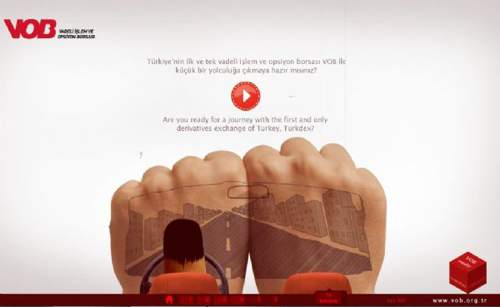 VOB VADELİ İŞLEM VE
OPSİYON BORSASI
Türkiye'nin ilk ve tek vadeli işlem ve opsiyon borsası VOB ile
küçük bir yolculuğa çıkmaya hazır mısınız?
Are you ready for a journey with the first and only
derivatives exchange of Turkey, Turkdex?
VOB
www.vob.org.tr